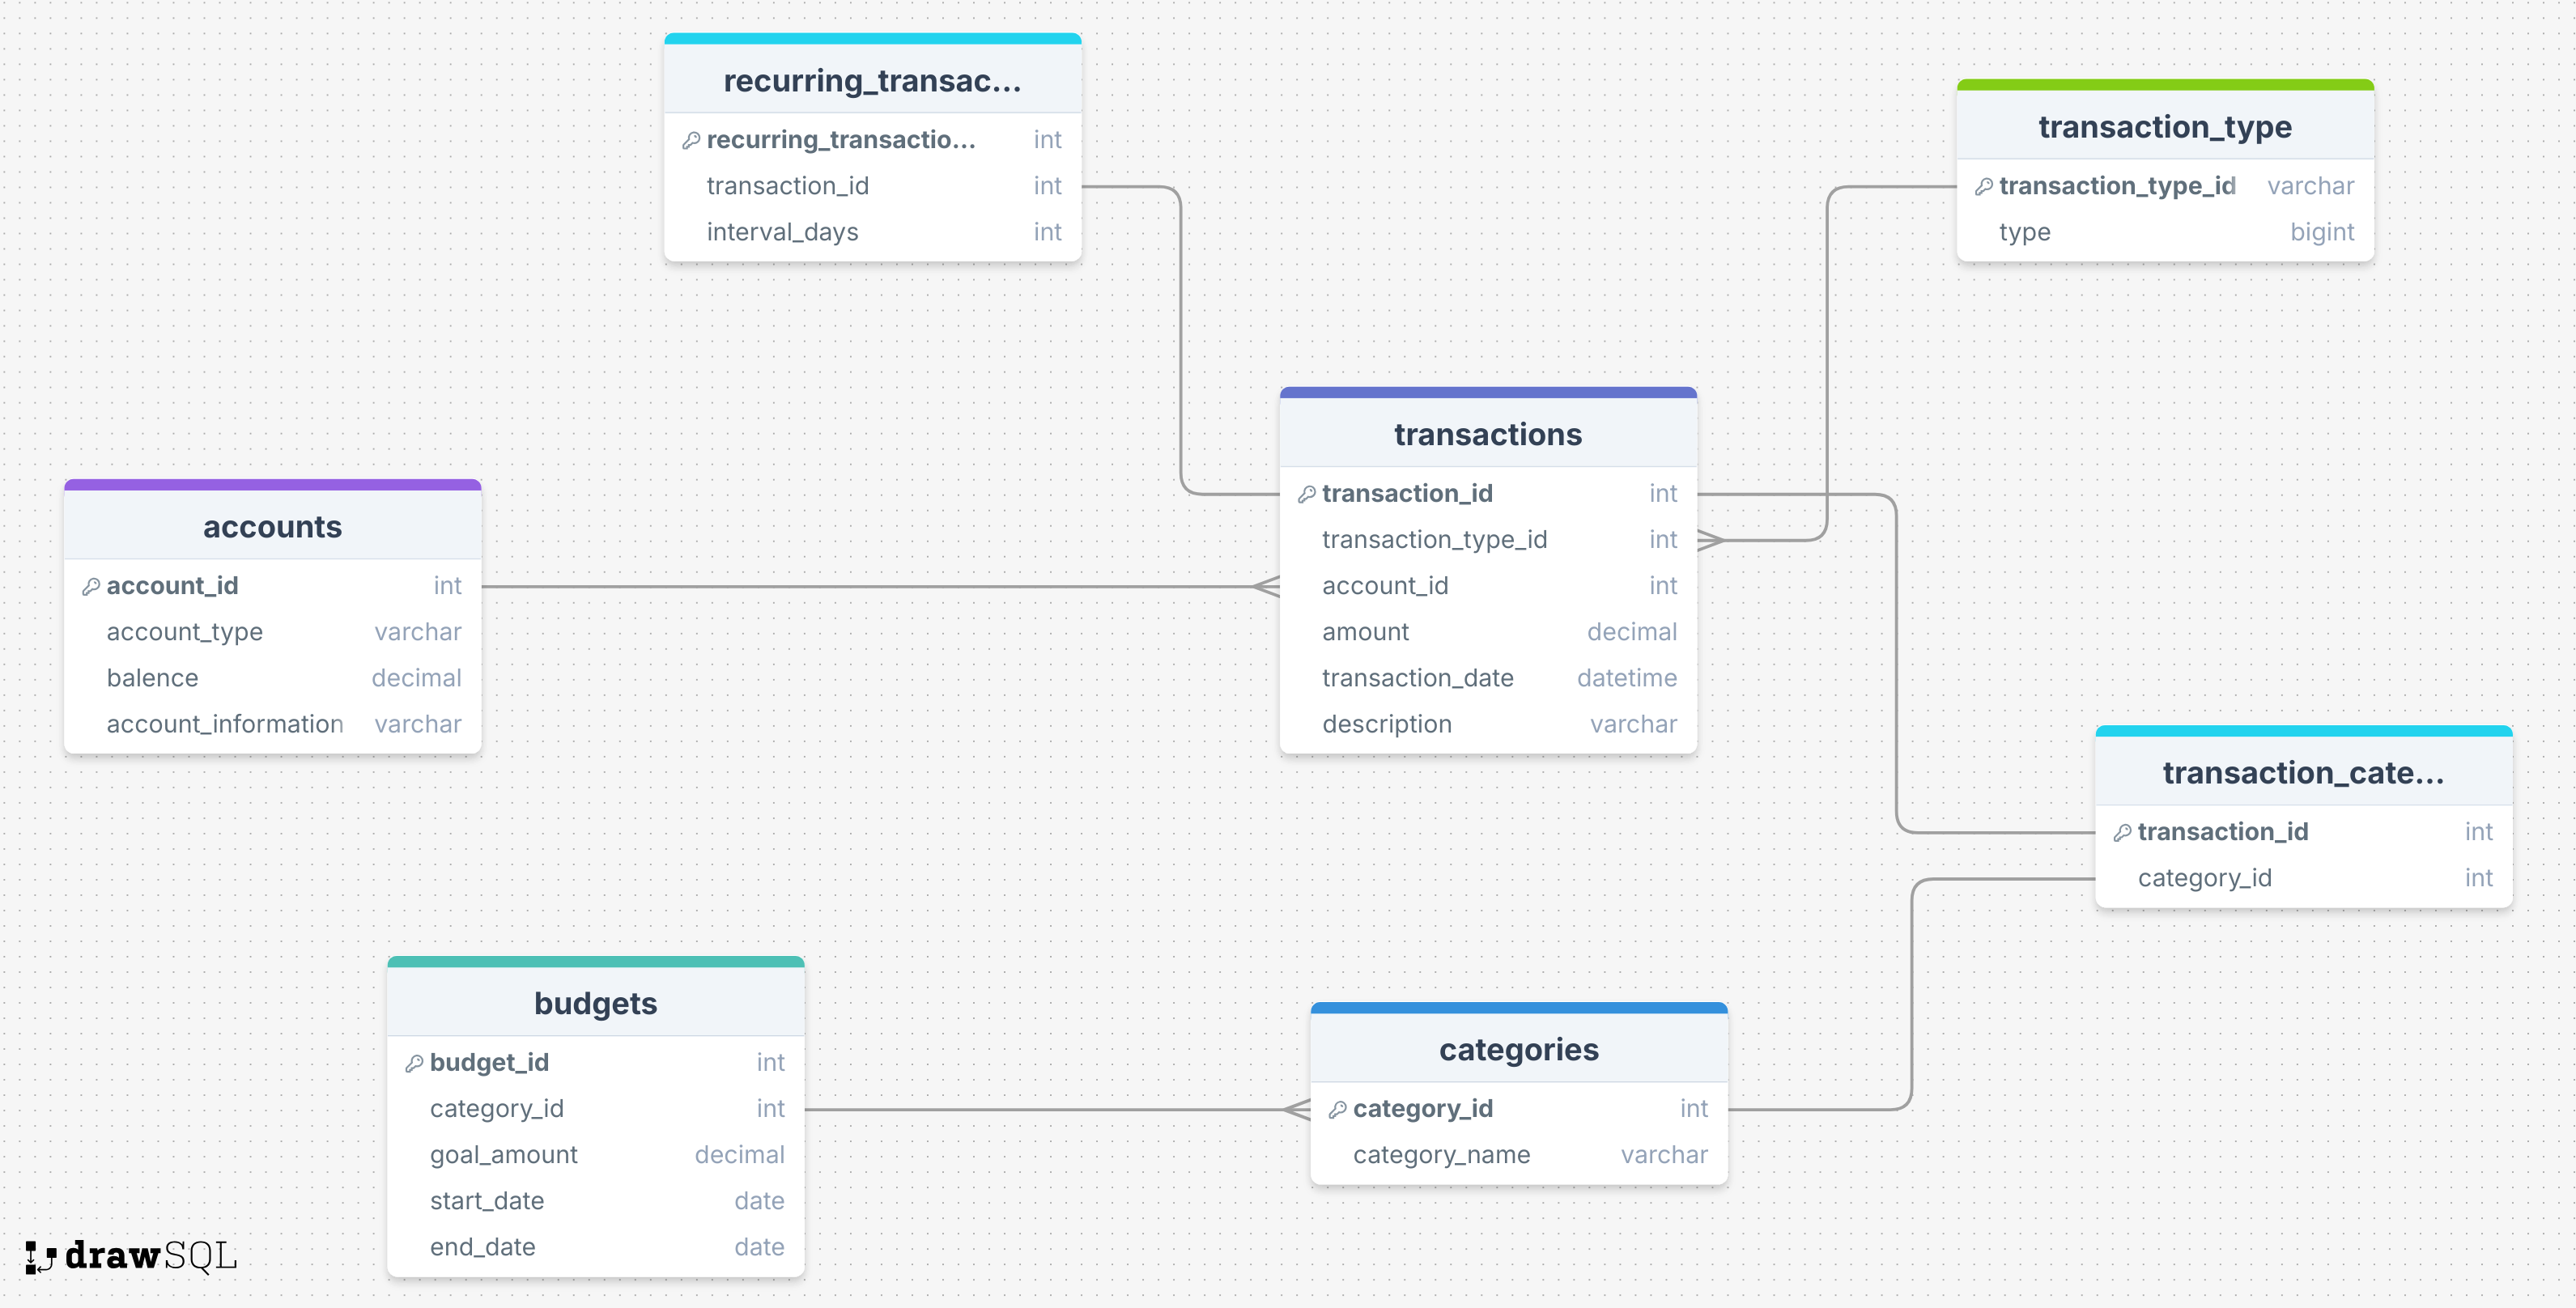 recurring_transac...
recurring_transactio... int
transaction_id int
interval_days int
transaction_type
transaction_type_id varchar
type bigint
transactions
transaction_id int
transaction_type_id int
account_id int
amount decimal
transaction_date datetime
description varchar
accounts
account_id int
account_type varchar
balence decimal
account_information varchar
transaction_cate...
transaction_id int
category_id int
budgets
budget_id int
category_id int
goal_amount decimal
start_date date
end_date date
categories
category_id int
category_name varchar
drawSQL